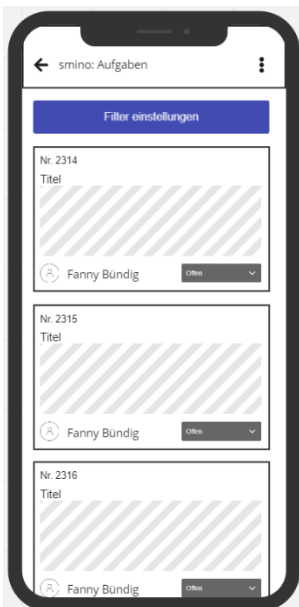 smino: Aufgaben
Filter einstellungen
Nr. 2314
Titel
Fanny Bündig
Offen
Nr. 2315
Titel
Fanny Bündig
Offen
Nr. 2316
Titel
Fanny Bündig
Offen